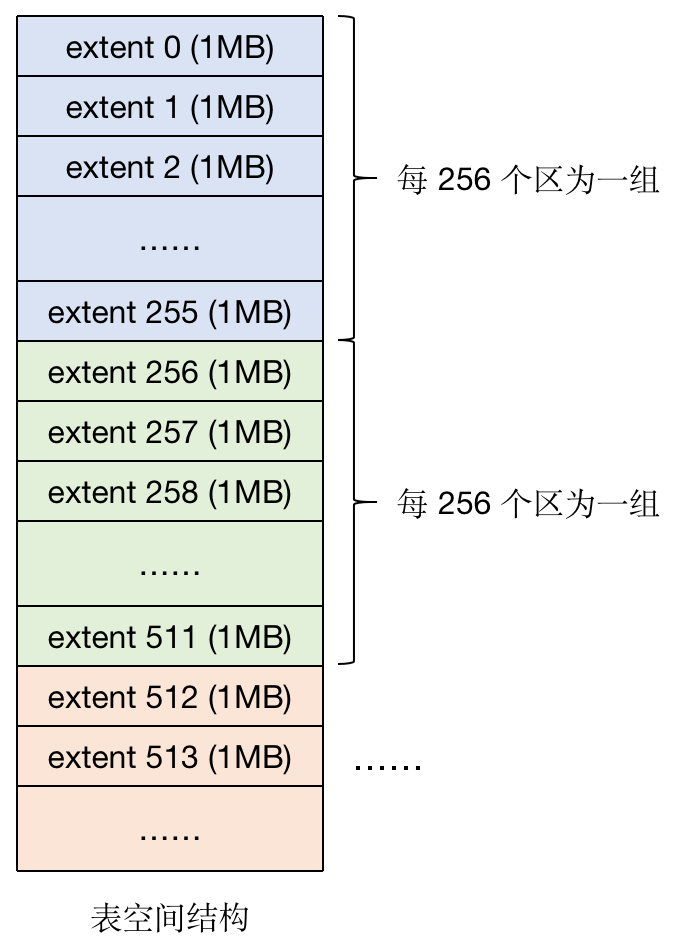 extent 0 (1MB)
extent 1 (1MB)
extent 2 (1MB)
每 256 个区为一组
......
extent 255 (1MB)
extent 256 (1MB)
extent 257 (1MB)
extent 258 (1MB)
每 256 个区为一组
......
extent 511 (1MB)
extent 512 (1MB)
extent 513 (1MB)
......
......
表空间结构